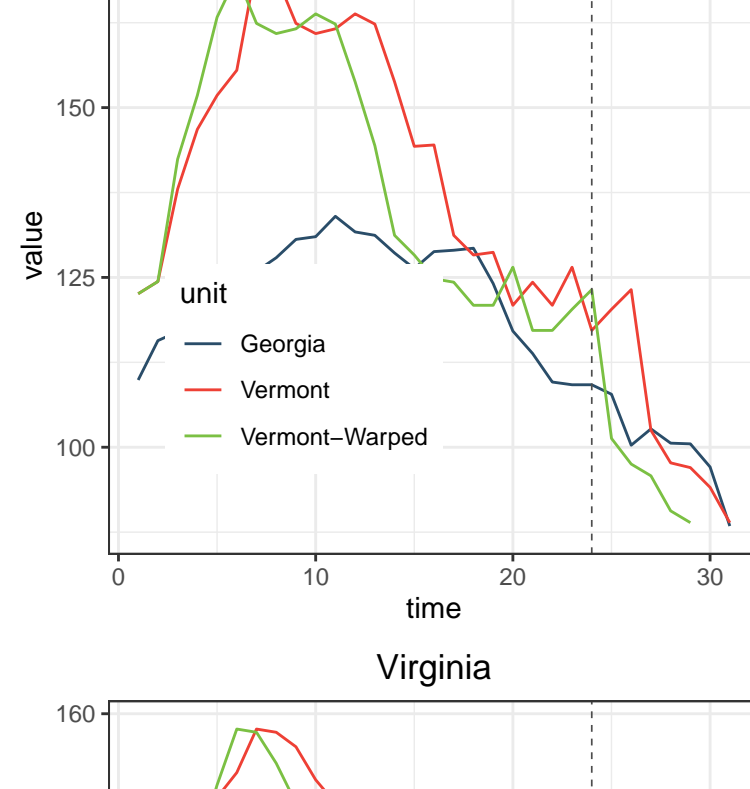 150
125
100
value
unit
Georgia
Vermont
Vermont−Warped
0 10 20 30
time
Virginia
160